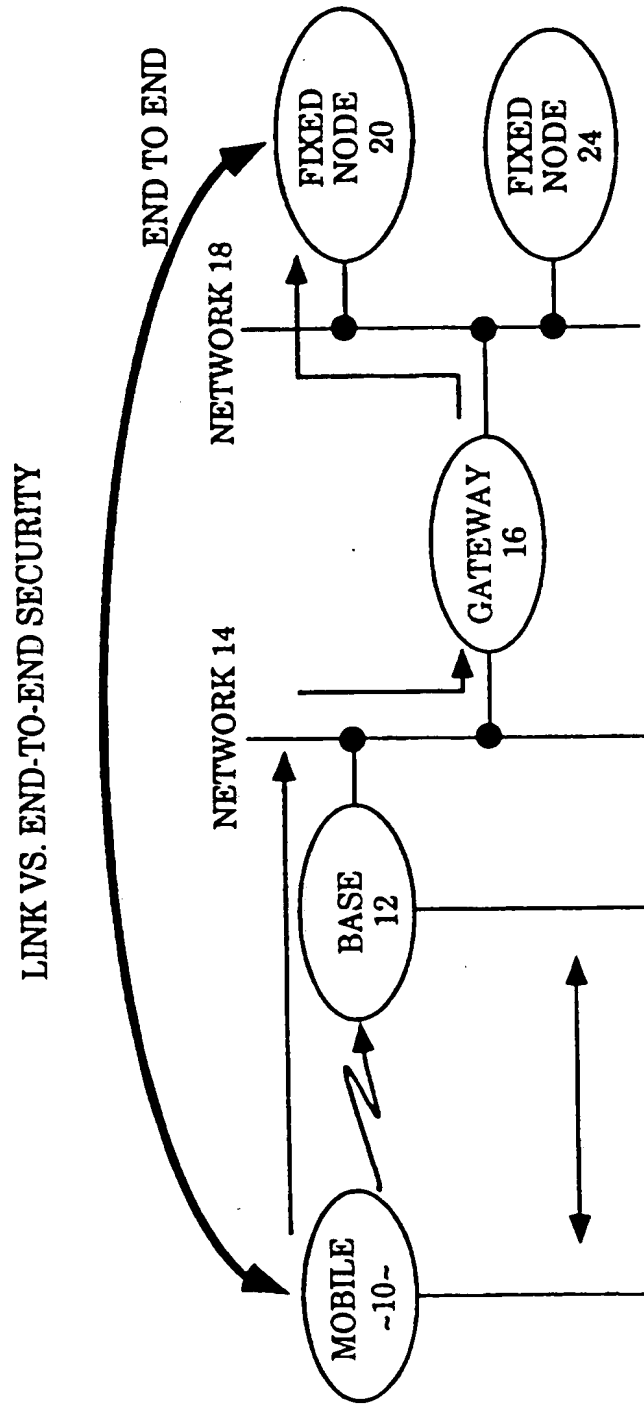 LINK VS. END-TO-END SECURITY
END TO END
NETWORK 14
NETWORK 18
MOBILE
~10~
BASE
12
GATEWAY
16
FIXED
NODE
20
FIXED
NODE
24